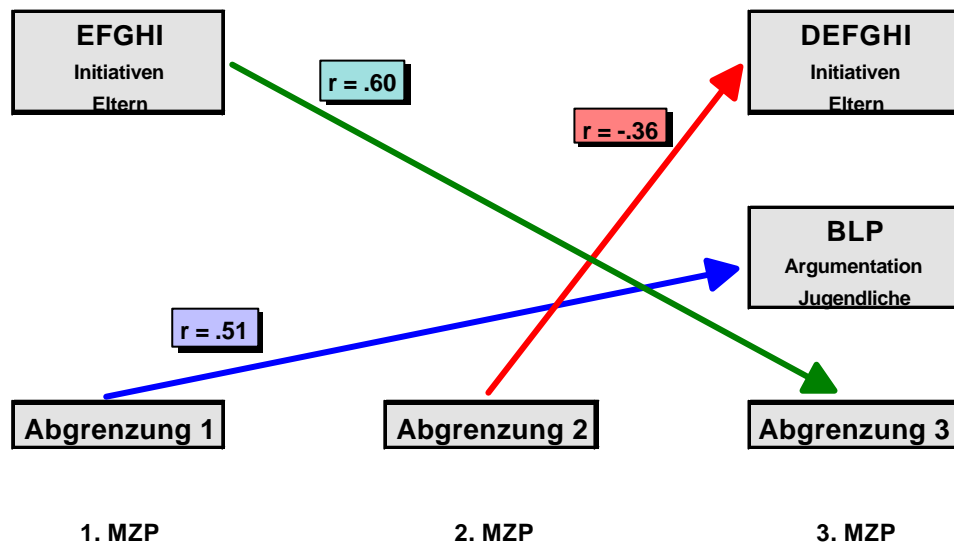 EFGHI
Initiativen
Eltern
DEFGHI
Initiativen
Eltern
r = .60
r = -.36
BLP
Argumentation
Jugendliche
r = .51
Abgrenzung 1
Abgrenzung 2
Abgrenzung 3
1. MZP
2. MZP
3. MZP